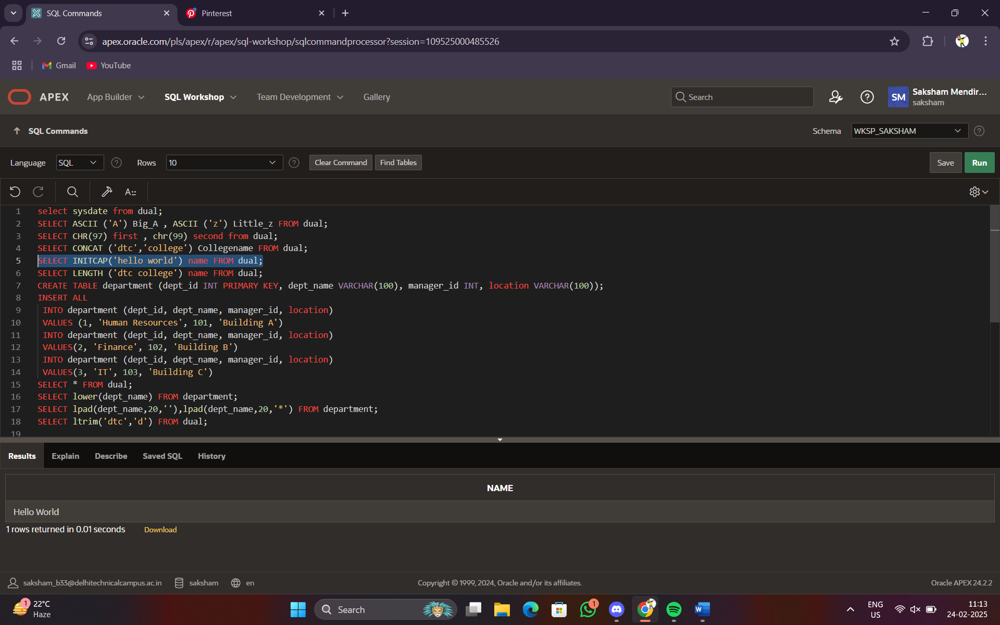 SQL Commands
Pinterest
apex.oracle.com/pls/apex/r/apex/sql-workshop/sqlcommandprocessor?session=109525000485526
Gmail
YouTube
APEX
App Builder
SQL Workshop
Team Development
Gallery
Search
SM
Saksham Mendir...
saksham
SQL Commands
Schema
WKSP_SAKSHAM
Language
SQL
Rows
10
Clear Command
Find Tables
Save
Run
1 select sysdate from dual;
2 SELECT ASCII ('A') Big_A , ASCII ('z') Little_z FROM dual;
3 SELECT CHR(97) first , chr(99) second from dual;
4 SELECT CONCAT ('dtc','college') Collegename FROM dual;
5 SELECT INITCAP('hello world') name FROM dual;
6 SELECT LENGTH ('dtc college') name FROM dual;
7 CREATE TABLE department (dept_id INT PRIMARY KEY, dept_name VARCHAR(100), manager_id INT, location VARCHAR(100));
8 INSERT ALL
9 INTO department (dept_id, dept_name, manager_id, location)
10 VALUES (1, 'Human Resources', 101, 'Building A')
11 INTO department (dept_id, dept_name, manager_id, location)
12 VALUES(2, 'Finance', 102, 'Building B')
13 INTO department (dept_id, dept_name, manager_id, location)
14 VALUES(3, 'IT', 103, 'Building C')
15 SELECT * FROM dual;
16 SELECT lower(dept_name) FROM department;
17 SELECT lpad(dept_name,20,''),lpad(dept_name,20,'*') FROM department;
18 SELECT ltrim('dtc','d') FROM dual;
19
Results
Explain
Describe
Saved SQL
History
NAME
Hello World
1 rows returned in 0.01 seconds
Download
saksham_b33@delhitechnicalcampus.ac.in
saksham
en
Copyright © 1999, 2024, Oracle and/or its affiliates.
Oracle APEX 24.2.2
1
22°C
Haze
Search
1
W
ENG
US
11:13
24-02-2025